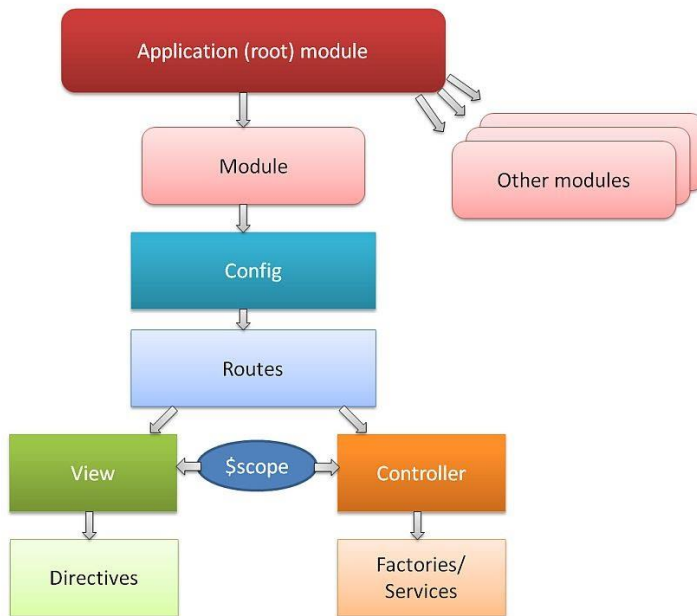 Application (root) module
Module
Other modules
Config
Routes
View
$scope
Controller
Directives
Factories/
Services